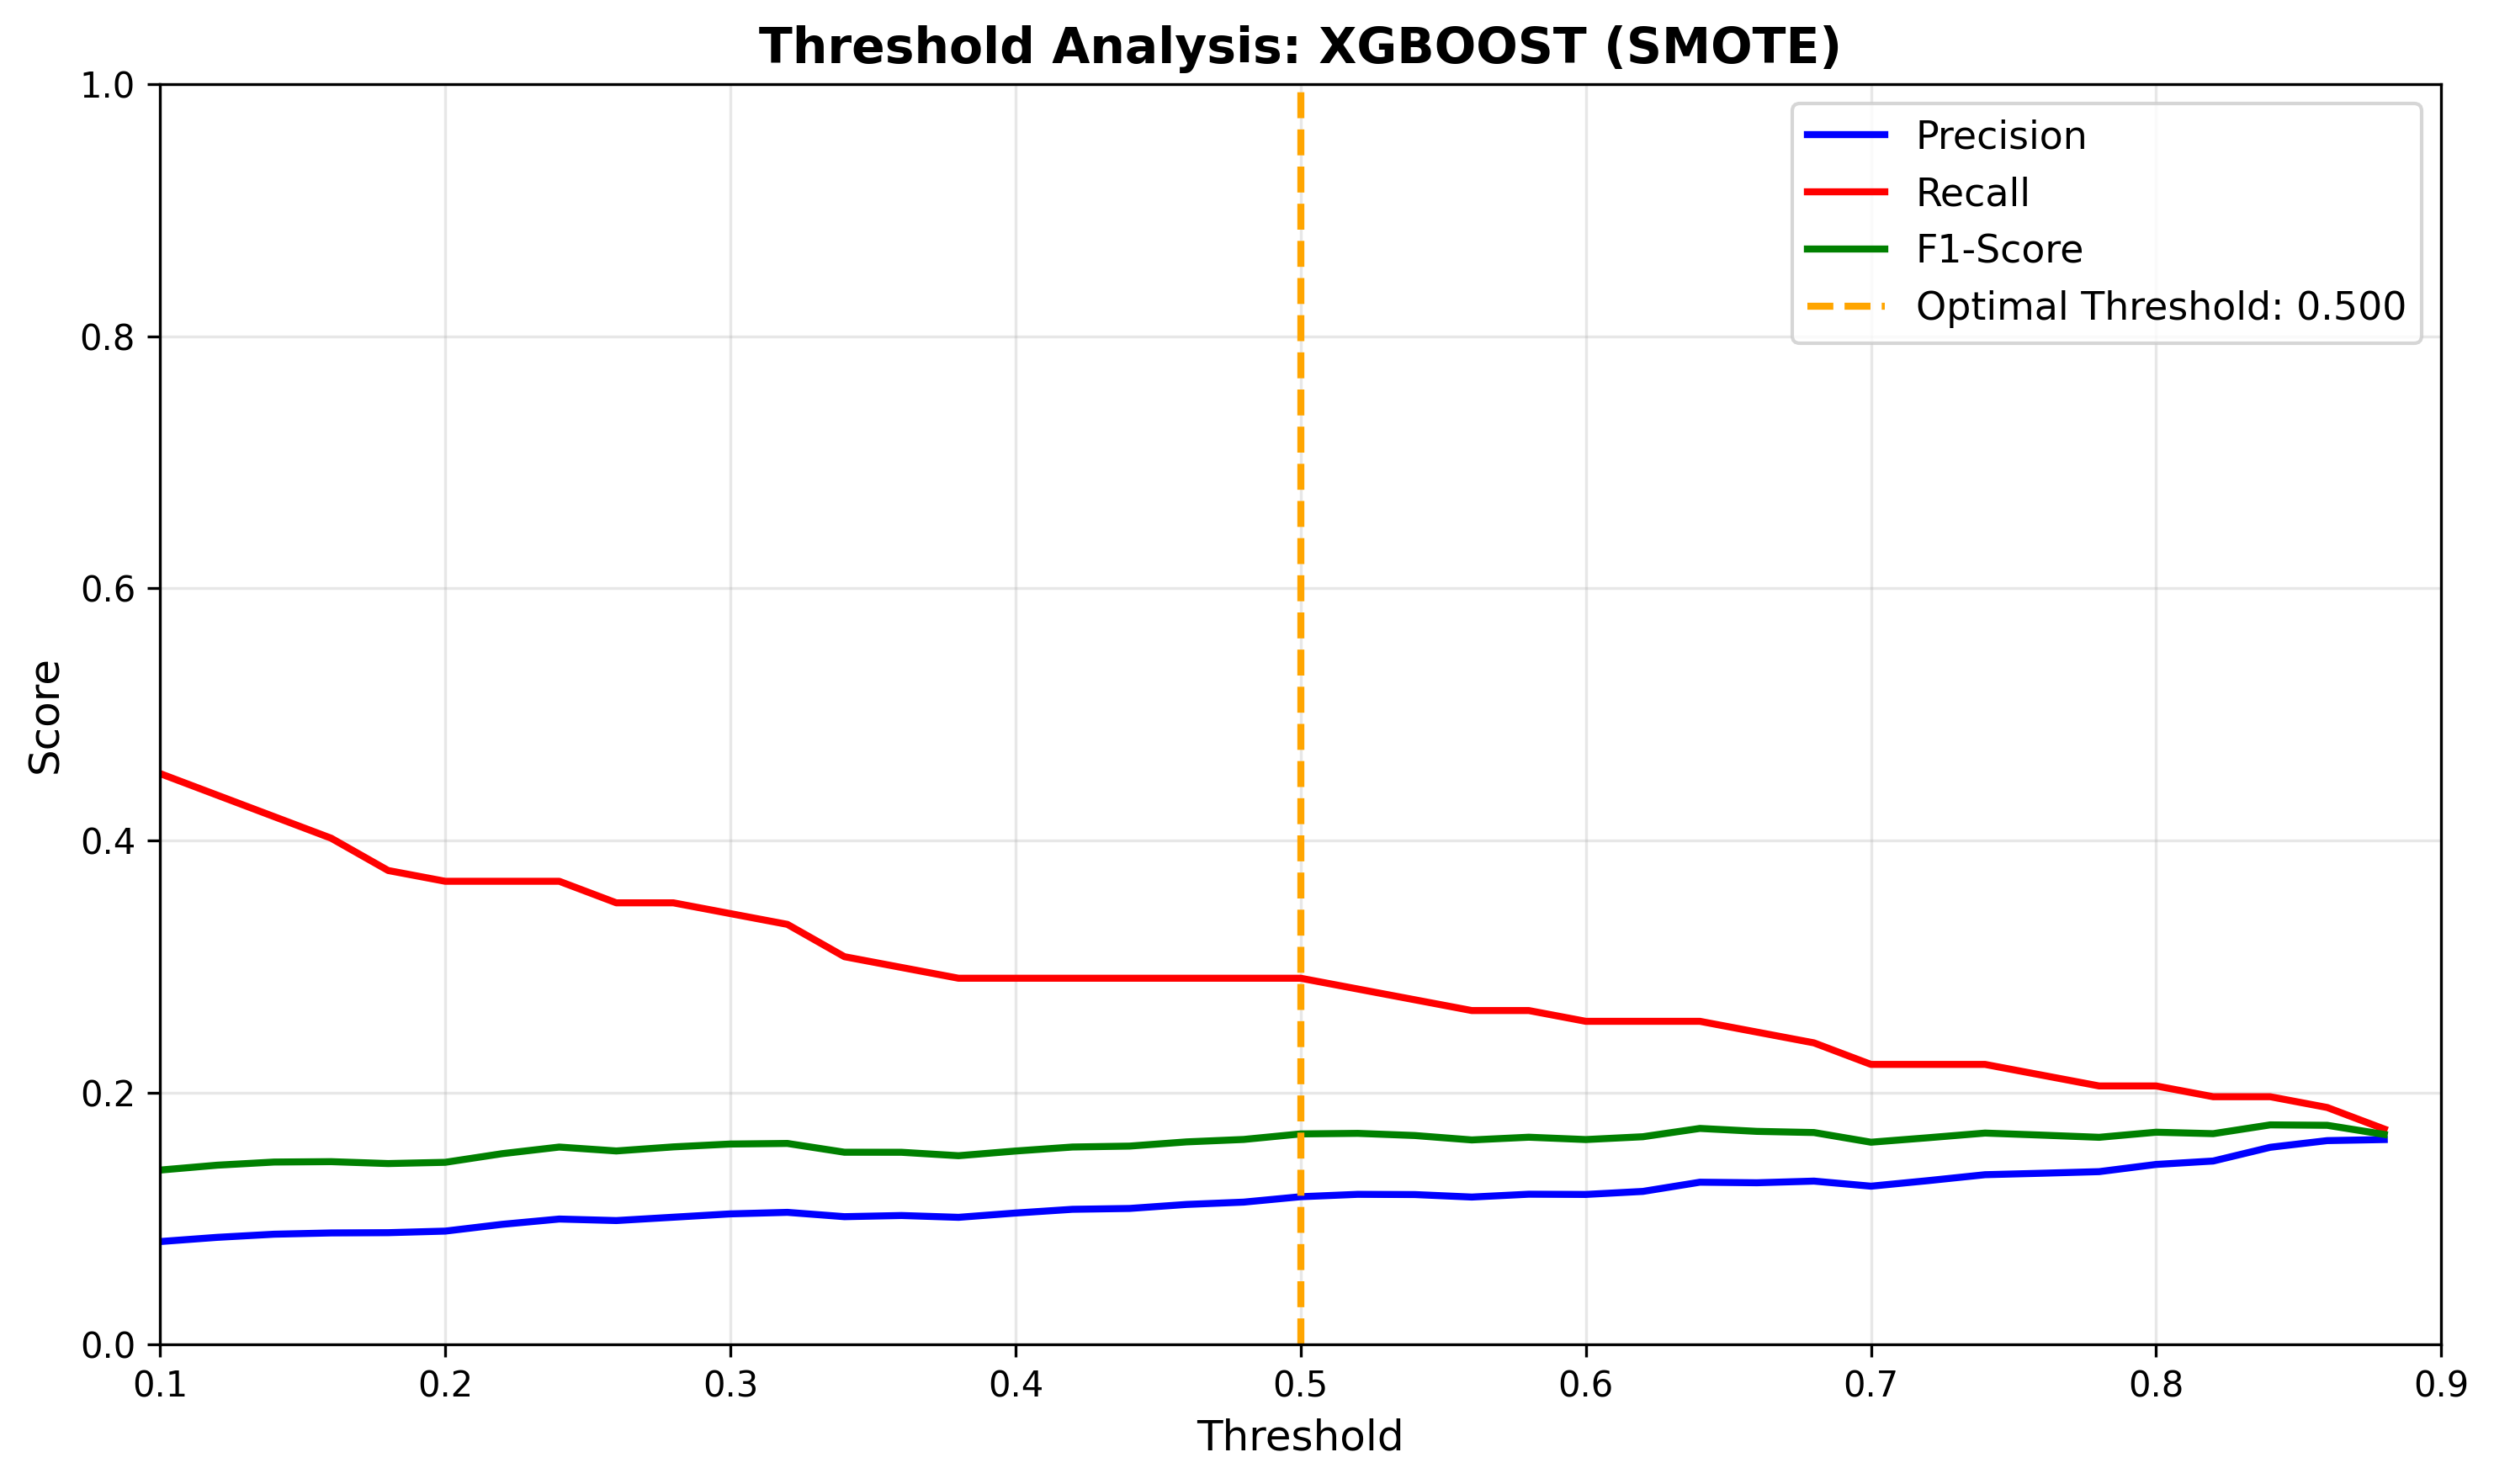 Threshold Analysis: XGBOOST (SMOTE)
Precision
Recall
F1-Score
Optimal Threshold: 0.500
Score
1.0
0.8
0.6
0.4
0.2
0.0
0.1 0.2 0.3 0.4 0.5 0.6 0.7 0.8 0.9
Threshold